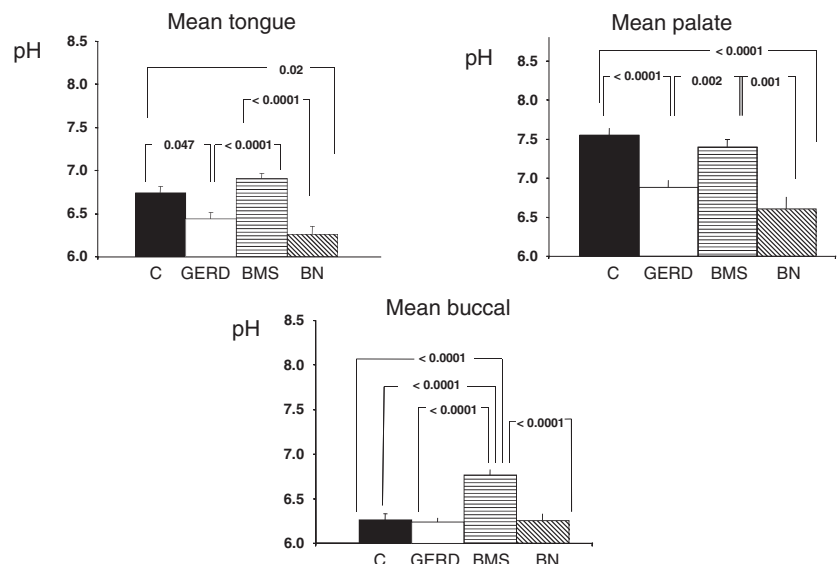 Mean tongue
pH
8.5
8.0
7.5
7.0
6.5
6.0
0.02
< 0.0001
0.047
< 0.0001
C GERD BMS BN
Mean palate
pH
8.5
8.0
7.5
7.0
6.5
6.0
< 0.0001
< 0.0001 0.002 0.001
C GERD BMS BN
Mean buccal
pH
8.5
8.0
7.5
7.0
6.5
6.0
< 0.0001
< 0.0001
< 0.0001
< 0.0001
C GERD BMS BN